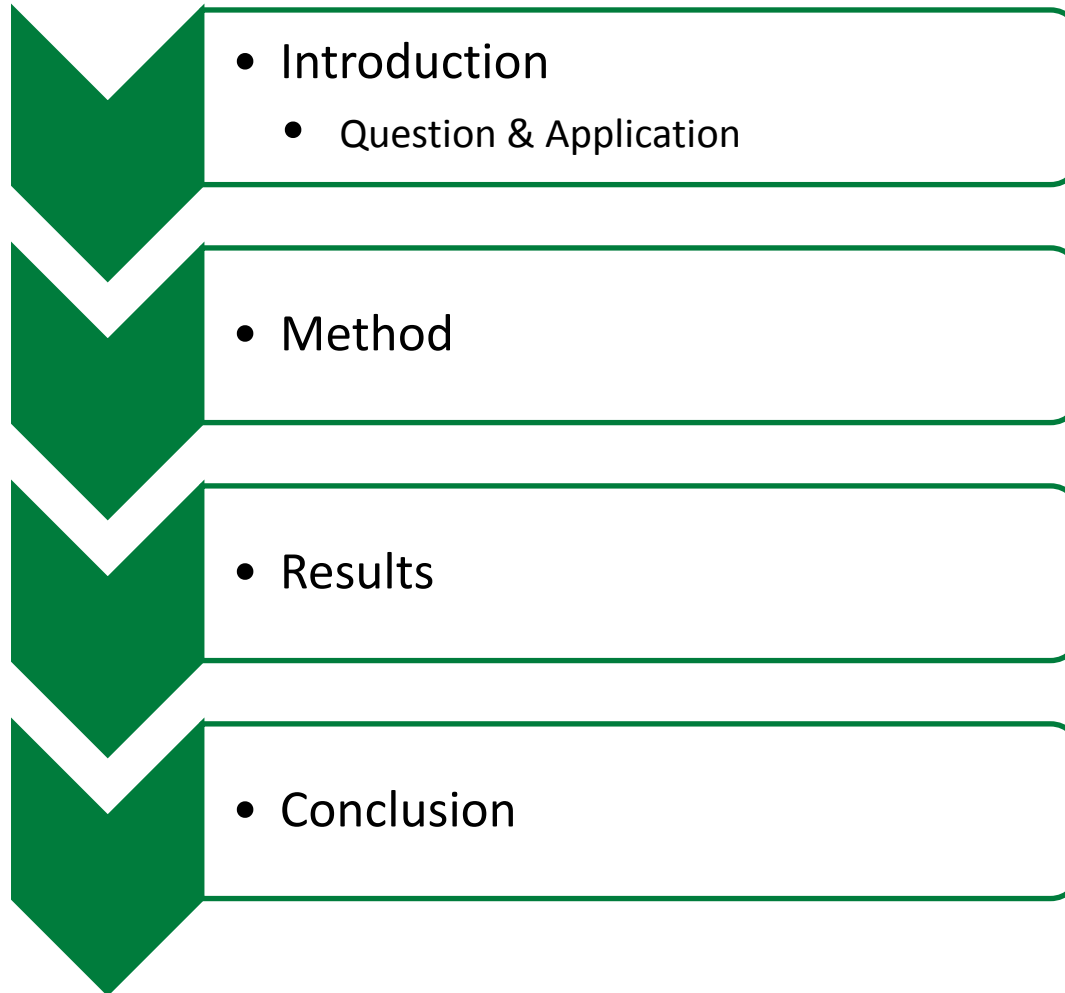 • Introduction
• Question & Application
• Method
• Results
• Conclusion